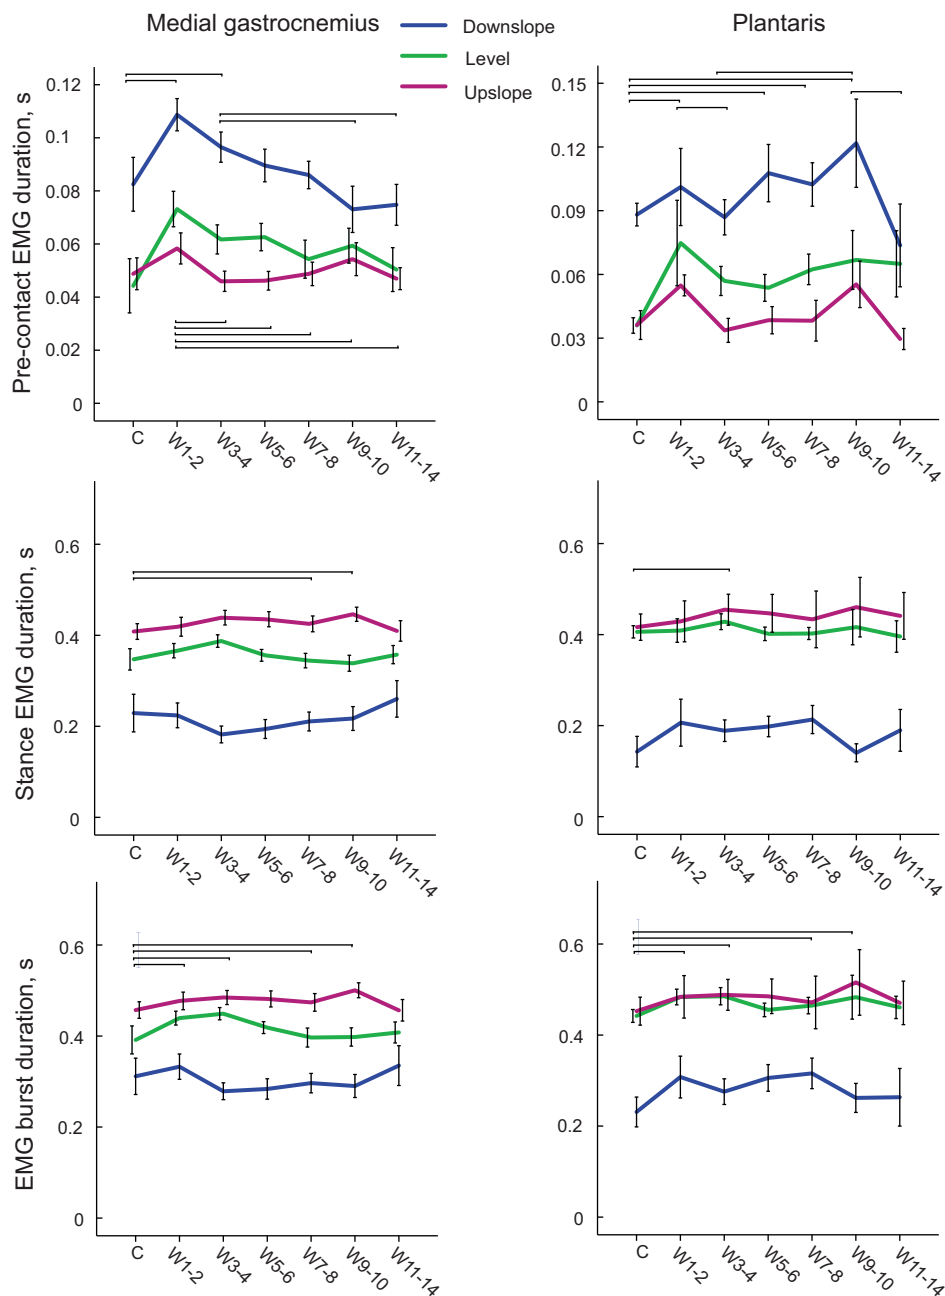 Medial gastrocnemius
Downslope
Level
Upslope
Plantaris
Pre-contact EMG duration, s
0.12
0.1
0.08
0.06
0.04
0.02
0
C
W1-2
W3-4
W5-6
W7-8
W9-10
W11-14
0.15
0.12
0.09
0.06
0.03
0
C
W1-2
W3-4
W5-6
W7-8
W9-10
W11-14
Stance EMG duration, s
0.6
0.4
0.2
0
C
W1-2
W3-4
W5-6
W7-8
W9-10
W11-14
0.6
0.4
0.2
0
C
W1-2
W3-4
W5-6
W7-8
W9-10
W11-14
EMG burst duration, s
0.6
0.4
0.2
0
C
W1-2
W3-4
W5-6
W7-8
W9-10
W11-14
0.6
0.4
0.2
0
C
W1-2
W3-4
W5-6
W7-8
W9-10
W11-14